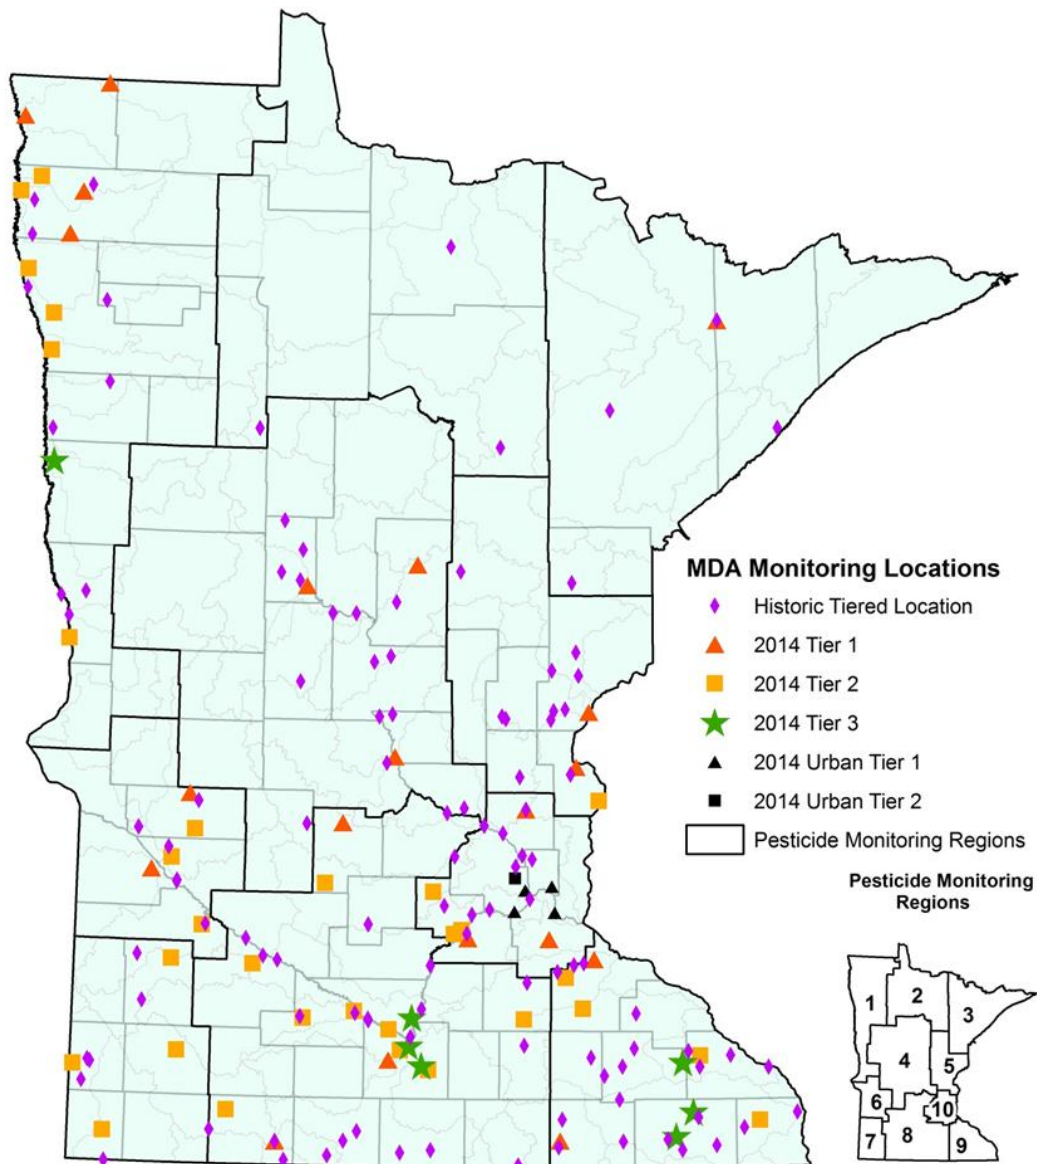 MDA Monitoring Locations
Historic Tiered Location
2014 Tier 1
2014 Tier 2
2014 Tier 3
2014 Urban Tier 1
2014 Urban Tier 2
Pesticide Monitoring Regions
Pesticide Monitoring
Regions
1
2
3
4
5
6
10
7
8
9